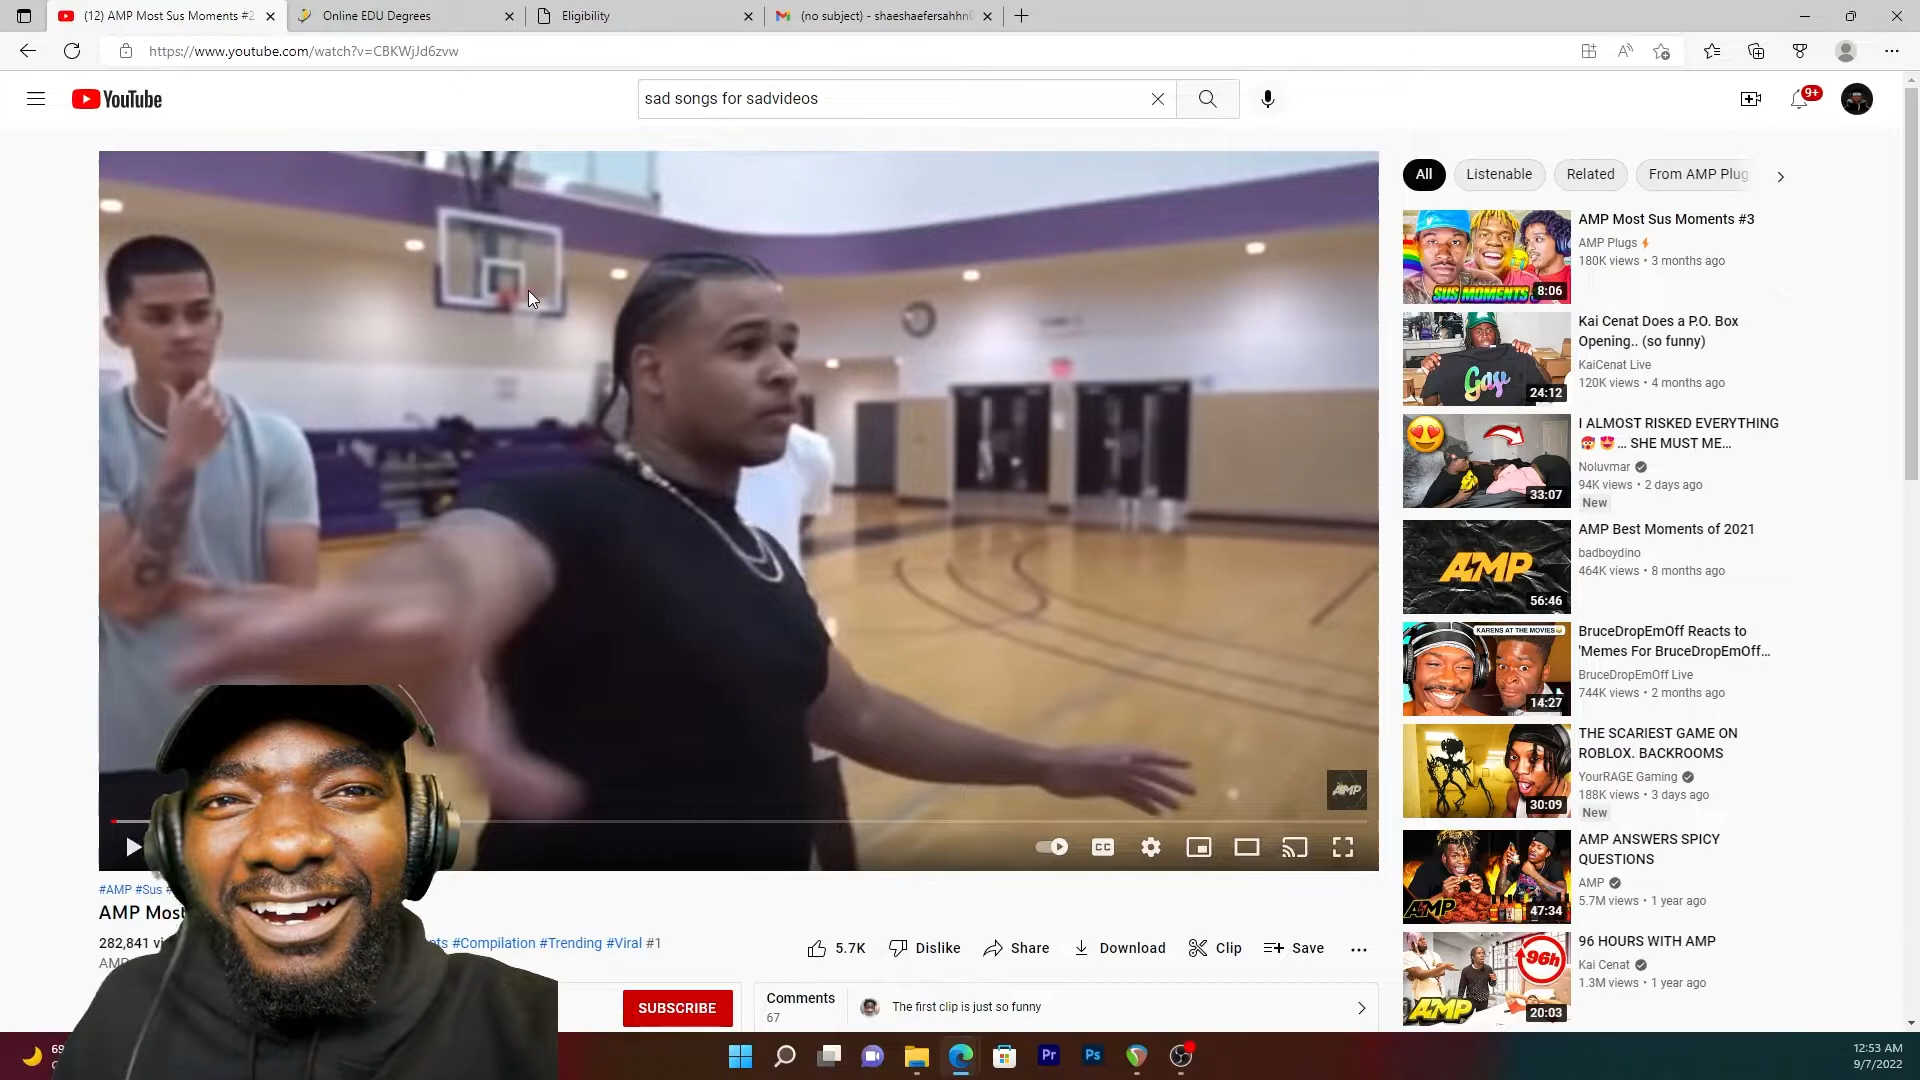 (12) AMP Most Sus Moments #2
Online EDU Degrees
Eligibility
(no subject) - shaeshaefersahhn
https://www.youtube.com/watch?v=CBKWjJd6zvw
YouTube
sad songs for sadvideos
9+
All
Listenable
Related
From AMP Plug
AMP Most Sus Moments #3
AMP Plugs
180K views • 3 months ago
SUS MOMENTS
8:06
Kai Cenat Does a P.O. Box
Opening.. (so funny)
KaiCenat Live
120K views • 4 months ago
24:12
I ALMOST RISKED EVERYTHING
... SHE MUST ME...
Noluvmar
94K views • 2 days ago
New
33:07
AMP Best Moments of 2021
badboydino
464K views • 8 months ago
AMP
56:46
BruceDropEmOff Reacts to
'Memes For BruceDropEmOff...
BruceDropEmOff Live
744K views • 2 months ago
KARENS AT THE MOVIES
14:27
THE SCARIEST GAME ON
ROBLOX. BACKROOMS
YourRAGE Gaming
188K views • 3 days ago
New
30:09
AMP ANSWERS SPICY
QUESTIONS
AMP
5.7M views • 1 year ago
AMP
47:34
96 HOURS WITH AMP
Kai Cenat
1.3M views • 1 year ago
96h
AMP
20:03
AMP
CC
#AMP #Sus #
AMP Most
282,841 vi
nts #Compilation #Trending #Viral #1
AMP
5.7K
Dislike
Share
Download
Clip
Save
SUBSCRIBE
Comments
67
The first clip is just so funny
69
Pr
Ps
12:53 AM
9/7/2022